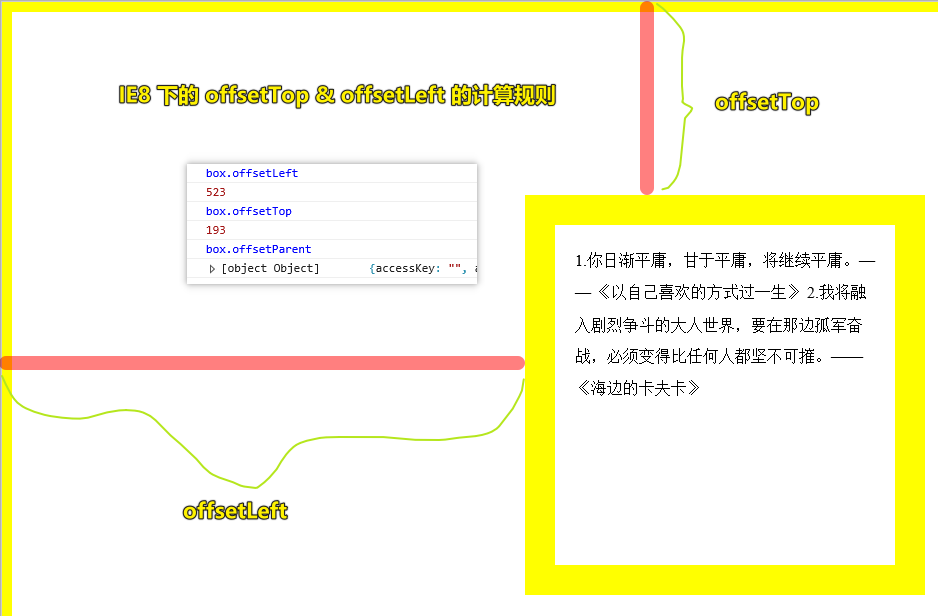 IE8 下的 offsetTop & offsetLeft 的计算规则
offsetTop
box.offsetLeft
523
box.offsetTop
193
box.offsetParent
[object Object] {accessKey: "",
1.你日渐平庸，甘于平庸，将继续平庸。—
—《以自己喜欢的方式过一生》2.我将融
入剧烈争斗的大人世界，要在那边孤军奋
战，必须变得比任何人都坚不可摧。——
《海边的卡夫卡》
offsetLeft